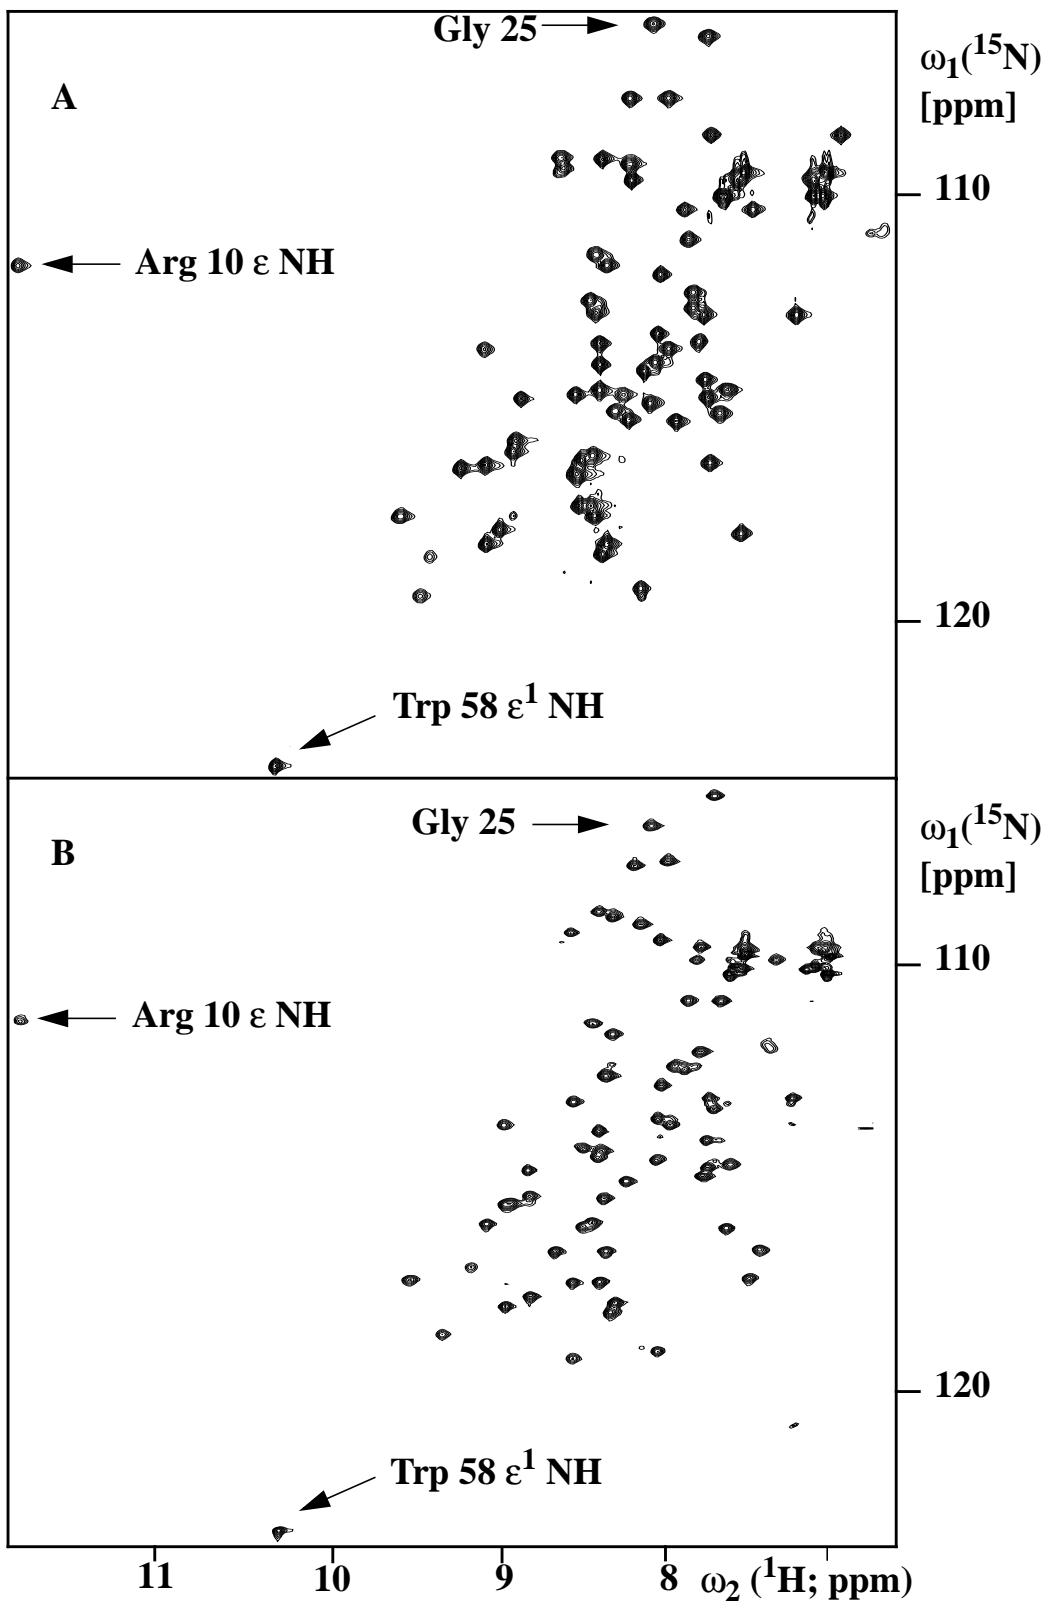 Gly 25
ω1(15N)
[ppm]
A
110
Arg 10 ε NH
120
Trp 58 ε1 NH
Gly 25
ω1(15N)
[ppm]
B
110
Arg 10 ε NH
120
Trp 58 ε1 NH
11 10 9 8 ω2 (1H; ppm)